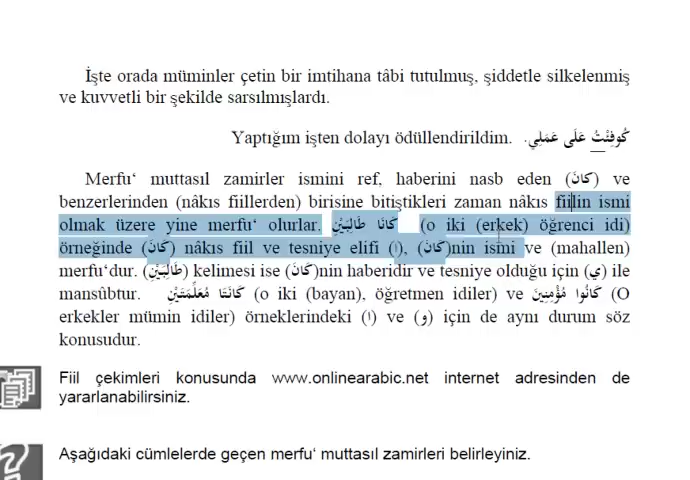 İşte orada müminler çetin bir imtihana tâbi tutulmuş, şiddetle silkelenmiş
ve kuvvetli bir şekilde sarsılmışlardı.
Yaptığım işten dolayı ödüllendirildim. كُوفِئْتُ عَلَى عَمَلِي.
Merfu‘ muttasıl zamirler ismini ref, haberini nasb eden (كَانَ) ve
benzerlerinden (nâkıs fiillerden) birisine bitiştikleri zaman nâkıs fiilin ismi
olmak üzere yine merfu‘ olurlar. كَانَا طَالِبَيْنِ (o iki (erkek) öğrenci idi)
örneğinde (كَانَ) nâkıs fiil ve tesniye elifi (ا), (كَانَ)nin ismi ve (mahallen)
merfu‘dur. (طَالِبَيْنِ) kelimesi ise (كَانَ)nin haberidir ve tesniye olduğu için (ي) ile
mansûbtur. كَانَتَا مُعَلِّمَتَيْنِ (o iki (bayan), öğretmen idiler) ve كَانُوا مُؤْمِنِينَ (O
erkekler mümin idiler) örneklerindeki (ا) ve (و) için de aynı durum söz
konusudur.
Fiil çekimleri konusunda www.onlinearabic.net internet adresinden de
yararlanabilirsiniz.
Aşağıdaki cümlelerde geçen merfu‘ muttasıl zamirleri belirleyiniz.